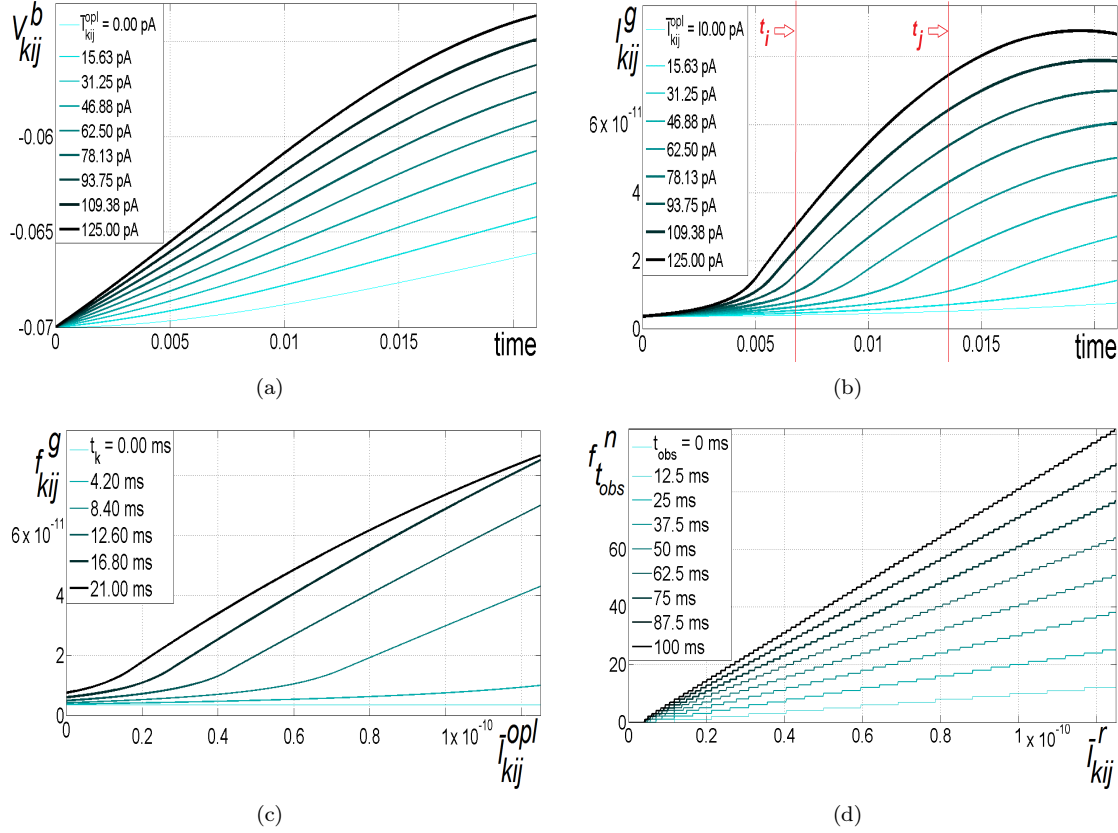 V^b_kij
Ī^opl_kij = 0.00 pA
15.63 pA
31.25 pA
46.88 pA
62.50 pA
78.13 pA
93.75 pA
109.38 pA
125.00 pA
-0.06
-0.065
-0.07
0
0.005
0.01
0.015
time
(a)
I^g_kij
Ī^opl_kij = I0.00 pA
15.63 pA
31.25 pA
46.88 pA
62.50 pA
78.13 pA
93.75 pA
109.38 pA
125.00 pA
t_i
t_j
6 x 10^-11
4
2
0
0
0.005
0.01
0.015
time
(b)
f^g_kij
t_k = 0.00 ms
4.20 ms
8.40 ms
12.60 ms
16.80 ms
21.00 ms
6 x 10^-11
4
2
0
0
0.2
0.4
0.6
0.8
1 x 10^-10
Ī^opl_kij
(c)
f^n_t_obs
t_obs = 0 ms
12.5 ms
25 ms
37.5 ms
50 ms
62.5 ms
75 ms
87.5 ms
100 ms
60
40
20
0
0
0.2
0.4
0.6
0.8
1 x 10^-10
Ī^r_kij
(d)